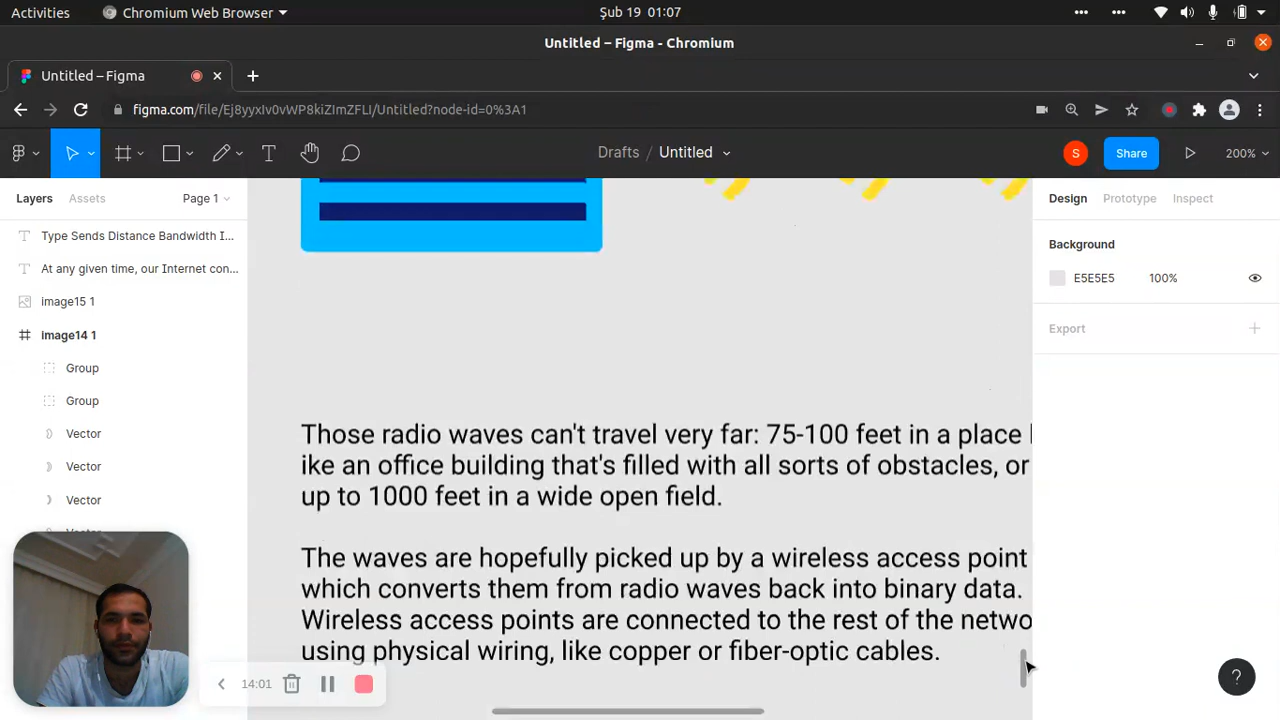 Activities
Chromium Web Browser
Şub 19 01:07
Untitled – Figma - Chromium
Untitled – Figma
figma.com/file/Ej8yyxIv0vWP8kiZImZFLI/Untitled?node-id=0%3A1
Drafts / Untitled
S
Share
200%
Layers
Assets
Page 1
Design
Prototype
Inspect
Type Sends Distance Bandwidth I...
At any given time, our Internet con...
image15 1
image14 1
Group
Group
Vector
Vector
Vector
Background
E5E5E5
100%
Export
Those radio waves can't travel very far: 75-100 feet in a place l
ike an office building that's filled with all sorts of obstacles, or
up to 1000 feet in a wide open field.
The waves are hopefully picked up by a wireless access point
which converts them from radio waves back into binary data.
Wireless access points are connected to the rest of the netwo
using physical wiring, like copper or fiber-optic cables.
14:01
?